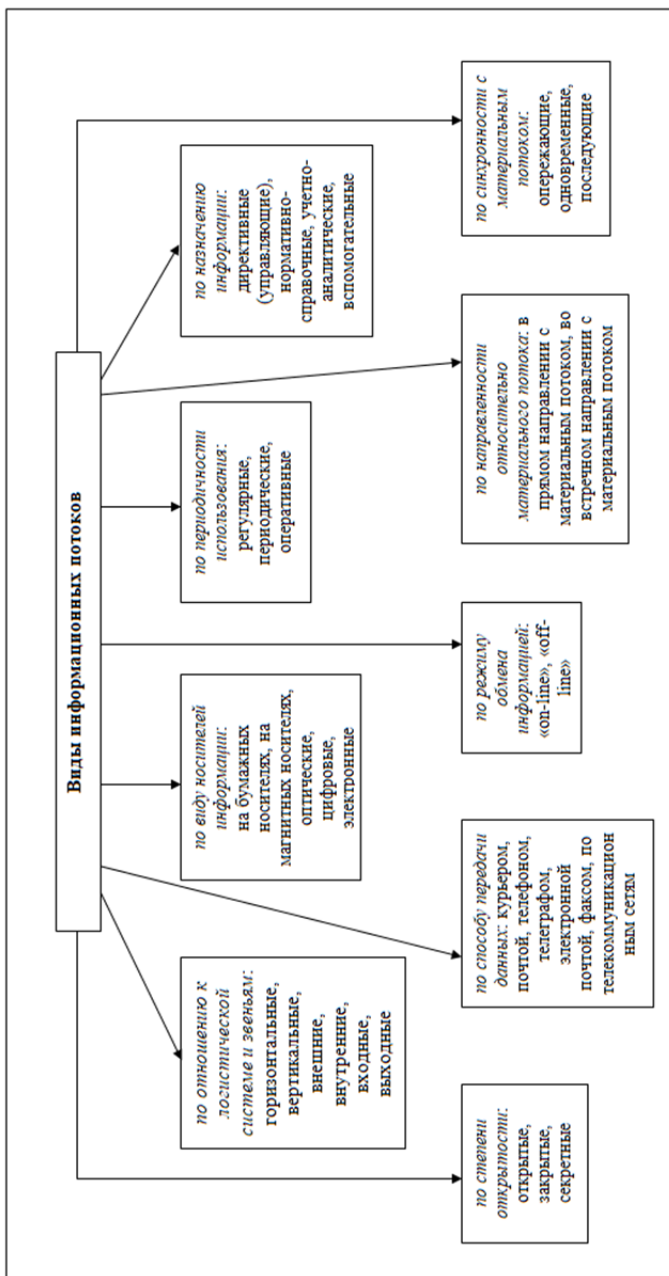 Виды информационных потоков
по отношению к
логистической
системе и звеньям:
горизонтальные,
вертикальные,
внешние,
внутренние,
входные,
выходные
по виду носителей
информации:
на бумажных
носителях, на
магнитных носителях,
оптические,
цифровые,
электронные
по периодичности
использования:
регулярные,
периодические,
оперативные
по назначению
информации:
директивные
(управляющие),
нормативно-
справочные, учетно-
аналитические,
вспомогательные
по степени
открытости:
открытые,
закрытые,
секретные
по способу передачи
данных: курьером,
почтой, телефоном,
телеграфом,
электронной
почтой, факсом, по
телекоммуникацион
ным сетям
по режиму
обмена
информацией:
«on-line», «off-
line»
по направленности
относительно
материального потока: в
прямом направлении с
материальным потоком, во
встречном направлении с
материальным потоком
по синхронности с
материальным
потоком:
опережающие,
одновременные,
последующие